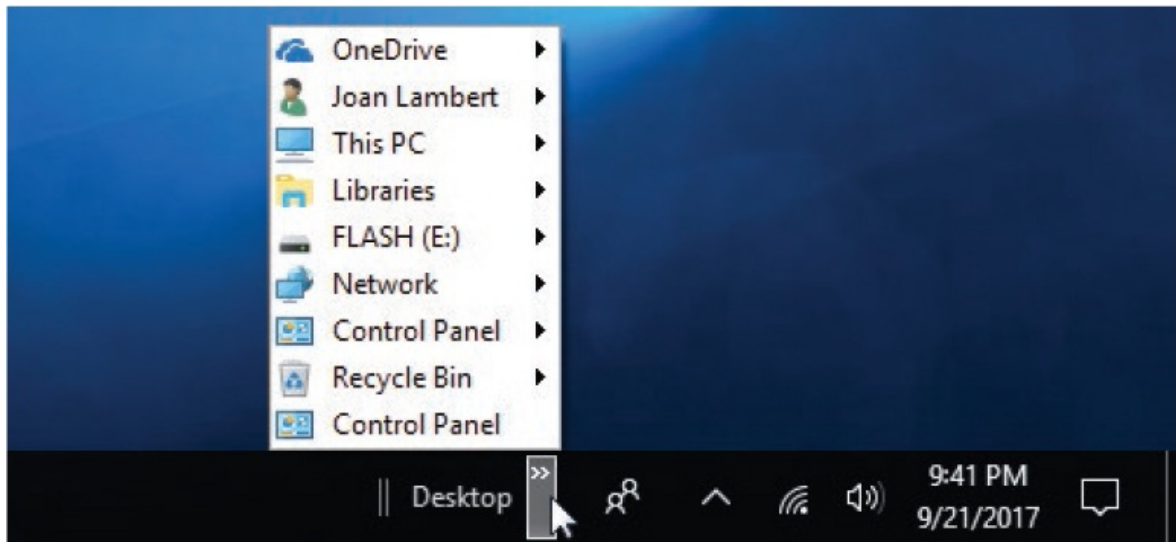 OneDrive
Joan Lambert
This PC
Libraries
FLASH (E:)
Network
Control Panel
Recycle Bin
Control Panel
Desktop
9:41 PM
9/21/2017